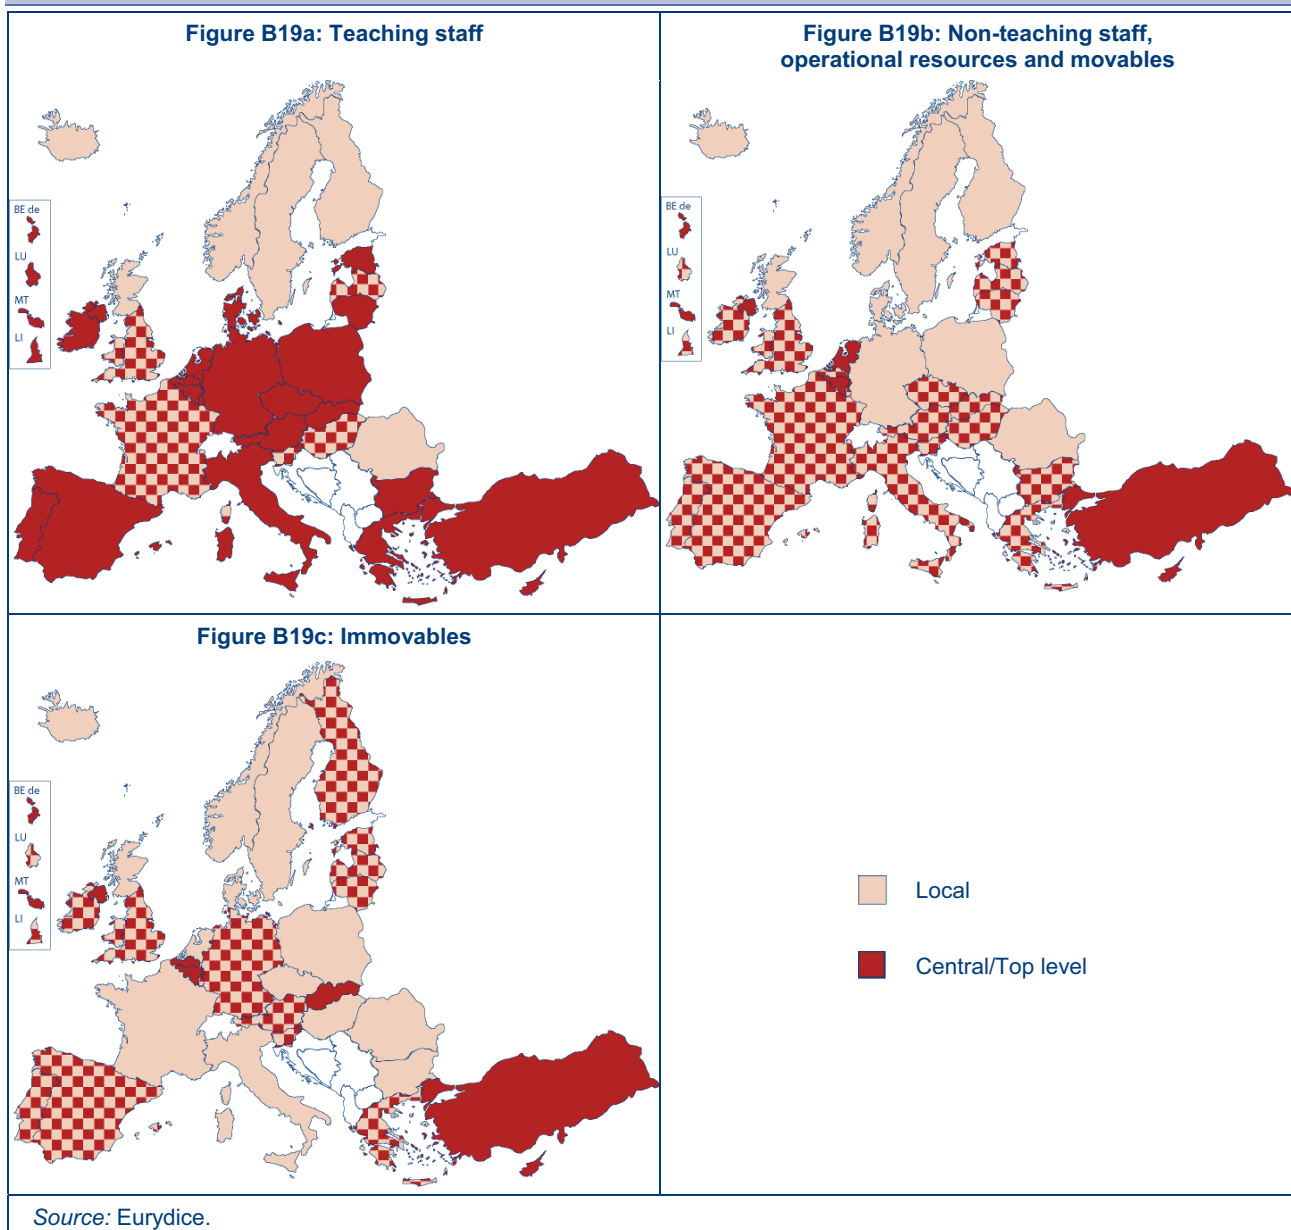 Figure B19a: Teaching staff
Figure B19b: Non-teaching staff,
operational resources and movables
BE de
LU
MT
LI
BE de
LU
MT
LI
Figure B19c: Immovables
BE de
LU
MT
LI
Local
Central/Top level
Source: Eurydice.